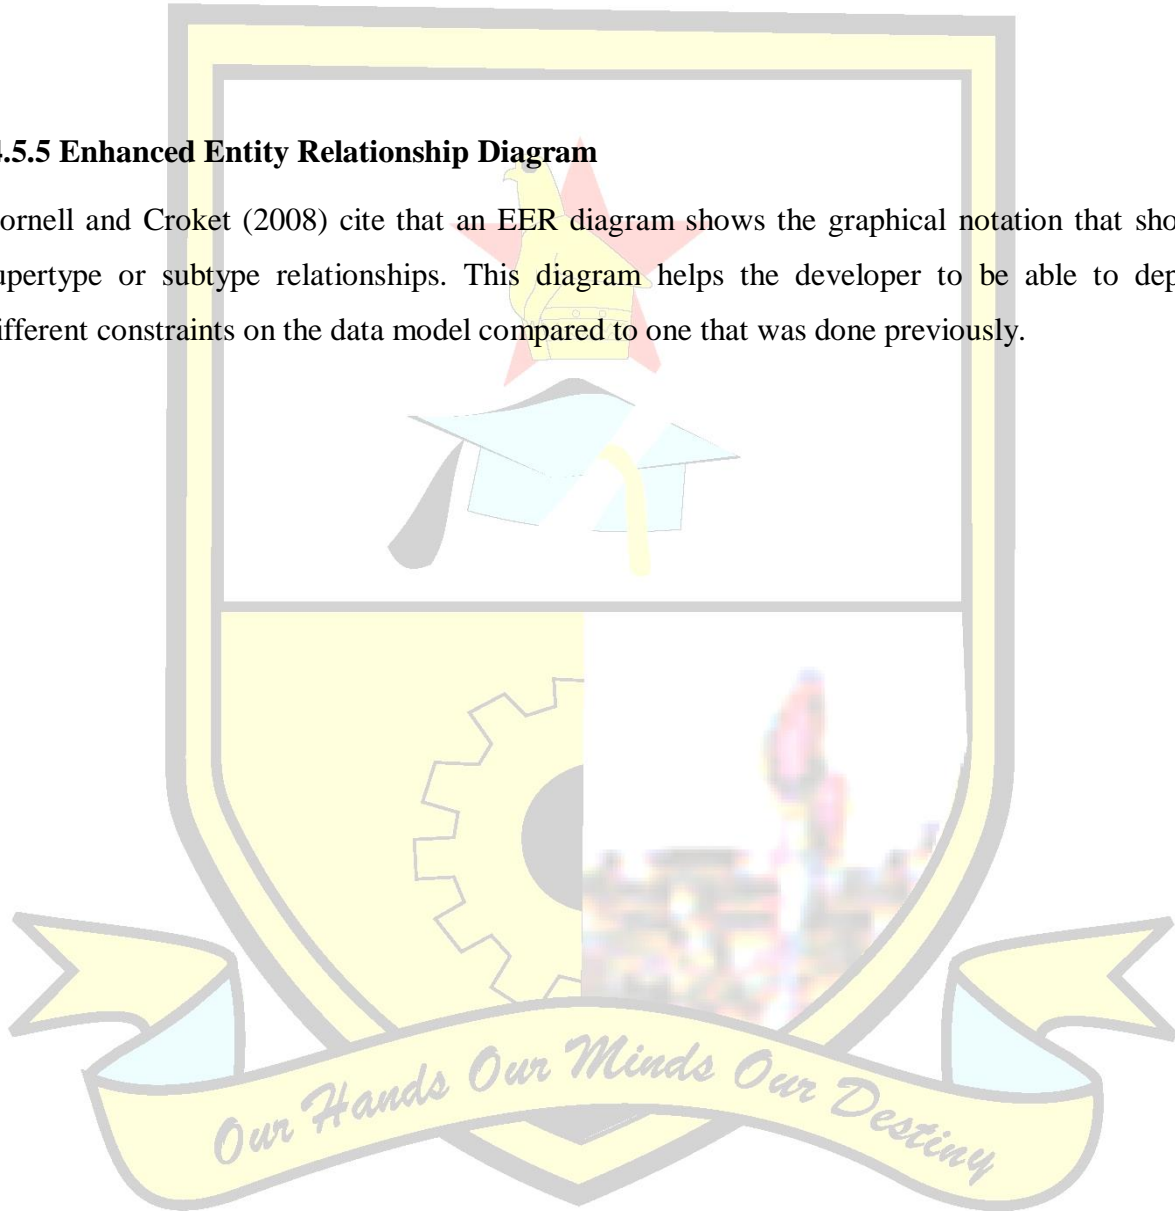 4.5.5 Enhanced Entity Relationship Diagram
ornell and Croket (2008) cite that an EER diagram shows the graphical notation that sho
upertype or subtype relationships. This diagram helps the developer to be able to dep
ifferent constraints on the data model compared to one that was done previously.
Our Hands Our Minds Our Destiny